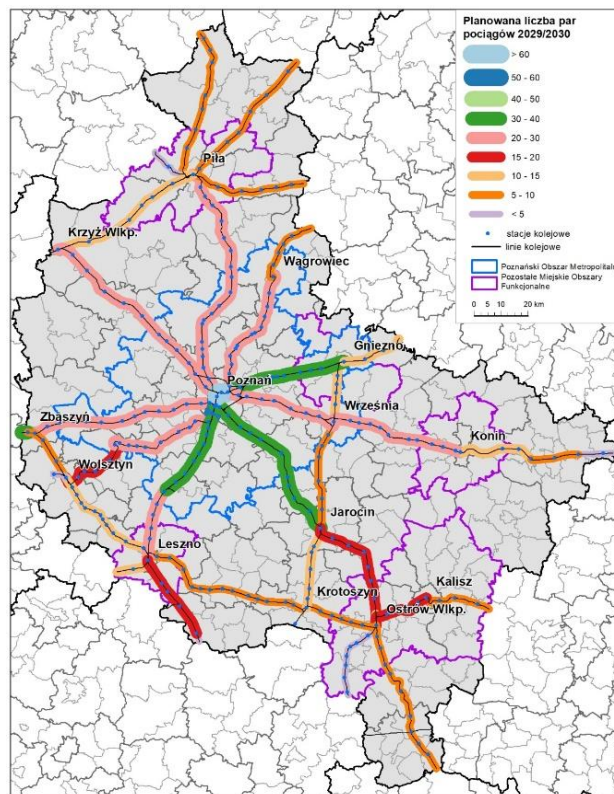 Planowana liczba par
pociągów 2029/2030
> 60
50 - 60
40 - 50
30 - 40
20 - 30
15 - 20
10 - 15
5 - 10
< 5
stacje kolejowe
linie kolejowe
Poznański Obszar Metropolitaln
Pozostałe Miejskie Obszary
Funkcjonalne
0 5 10 20 km
Piła
Krzyż Wlkp.
Wągrowiec
Gniezno
Poznań
Września
Zbąszyń
Konin
Wolsztyn
Jarocin
Leszno
Kalisz
Krotoszyn
Ostrów Wlkp.